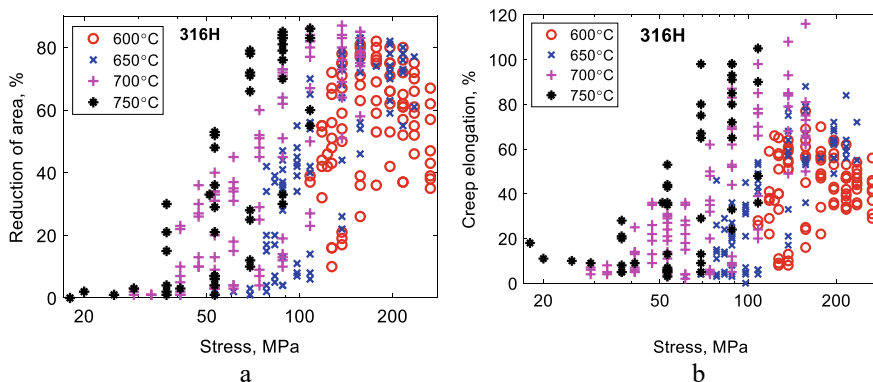 316H
600°C
650°C
700°C
750°C
Reduction of area, %
80
60
40
20
0
20
50
100
200
Stress, MPa
a
316H
600°C
650°C
700°C
750°C
Creep elongation, %
120
100
80
60
40
20
0
20
50
100
200
Stress, MPa
b